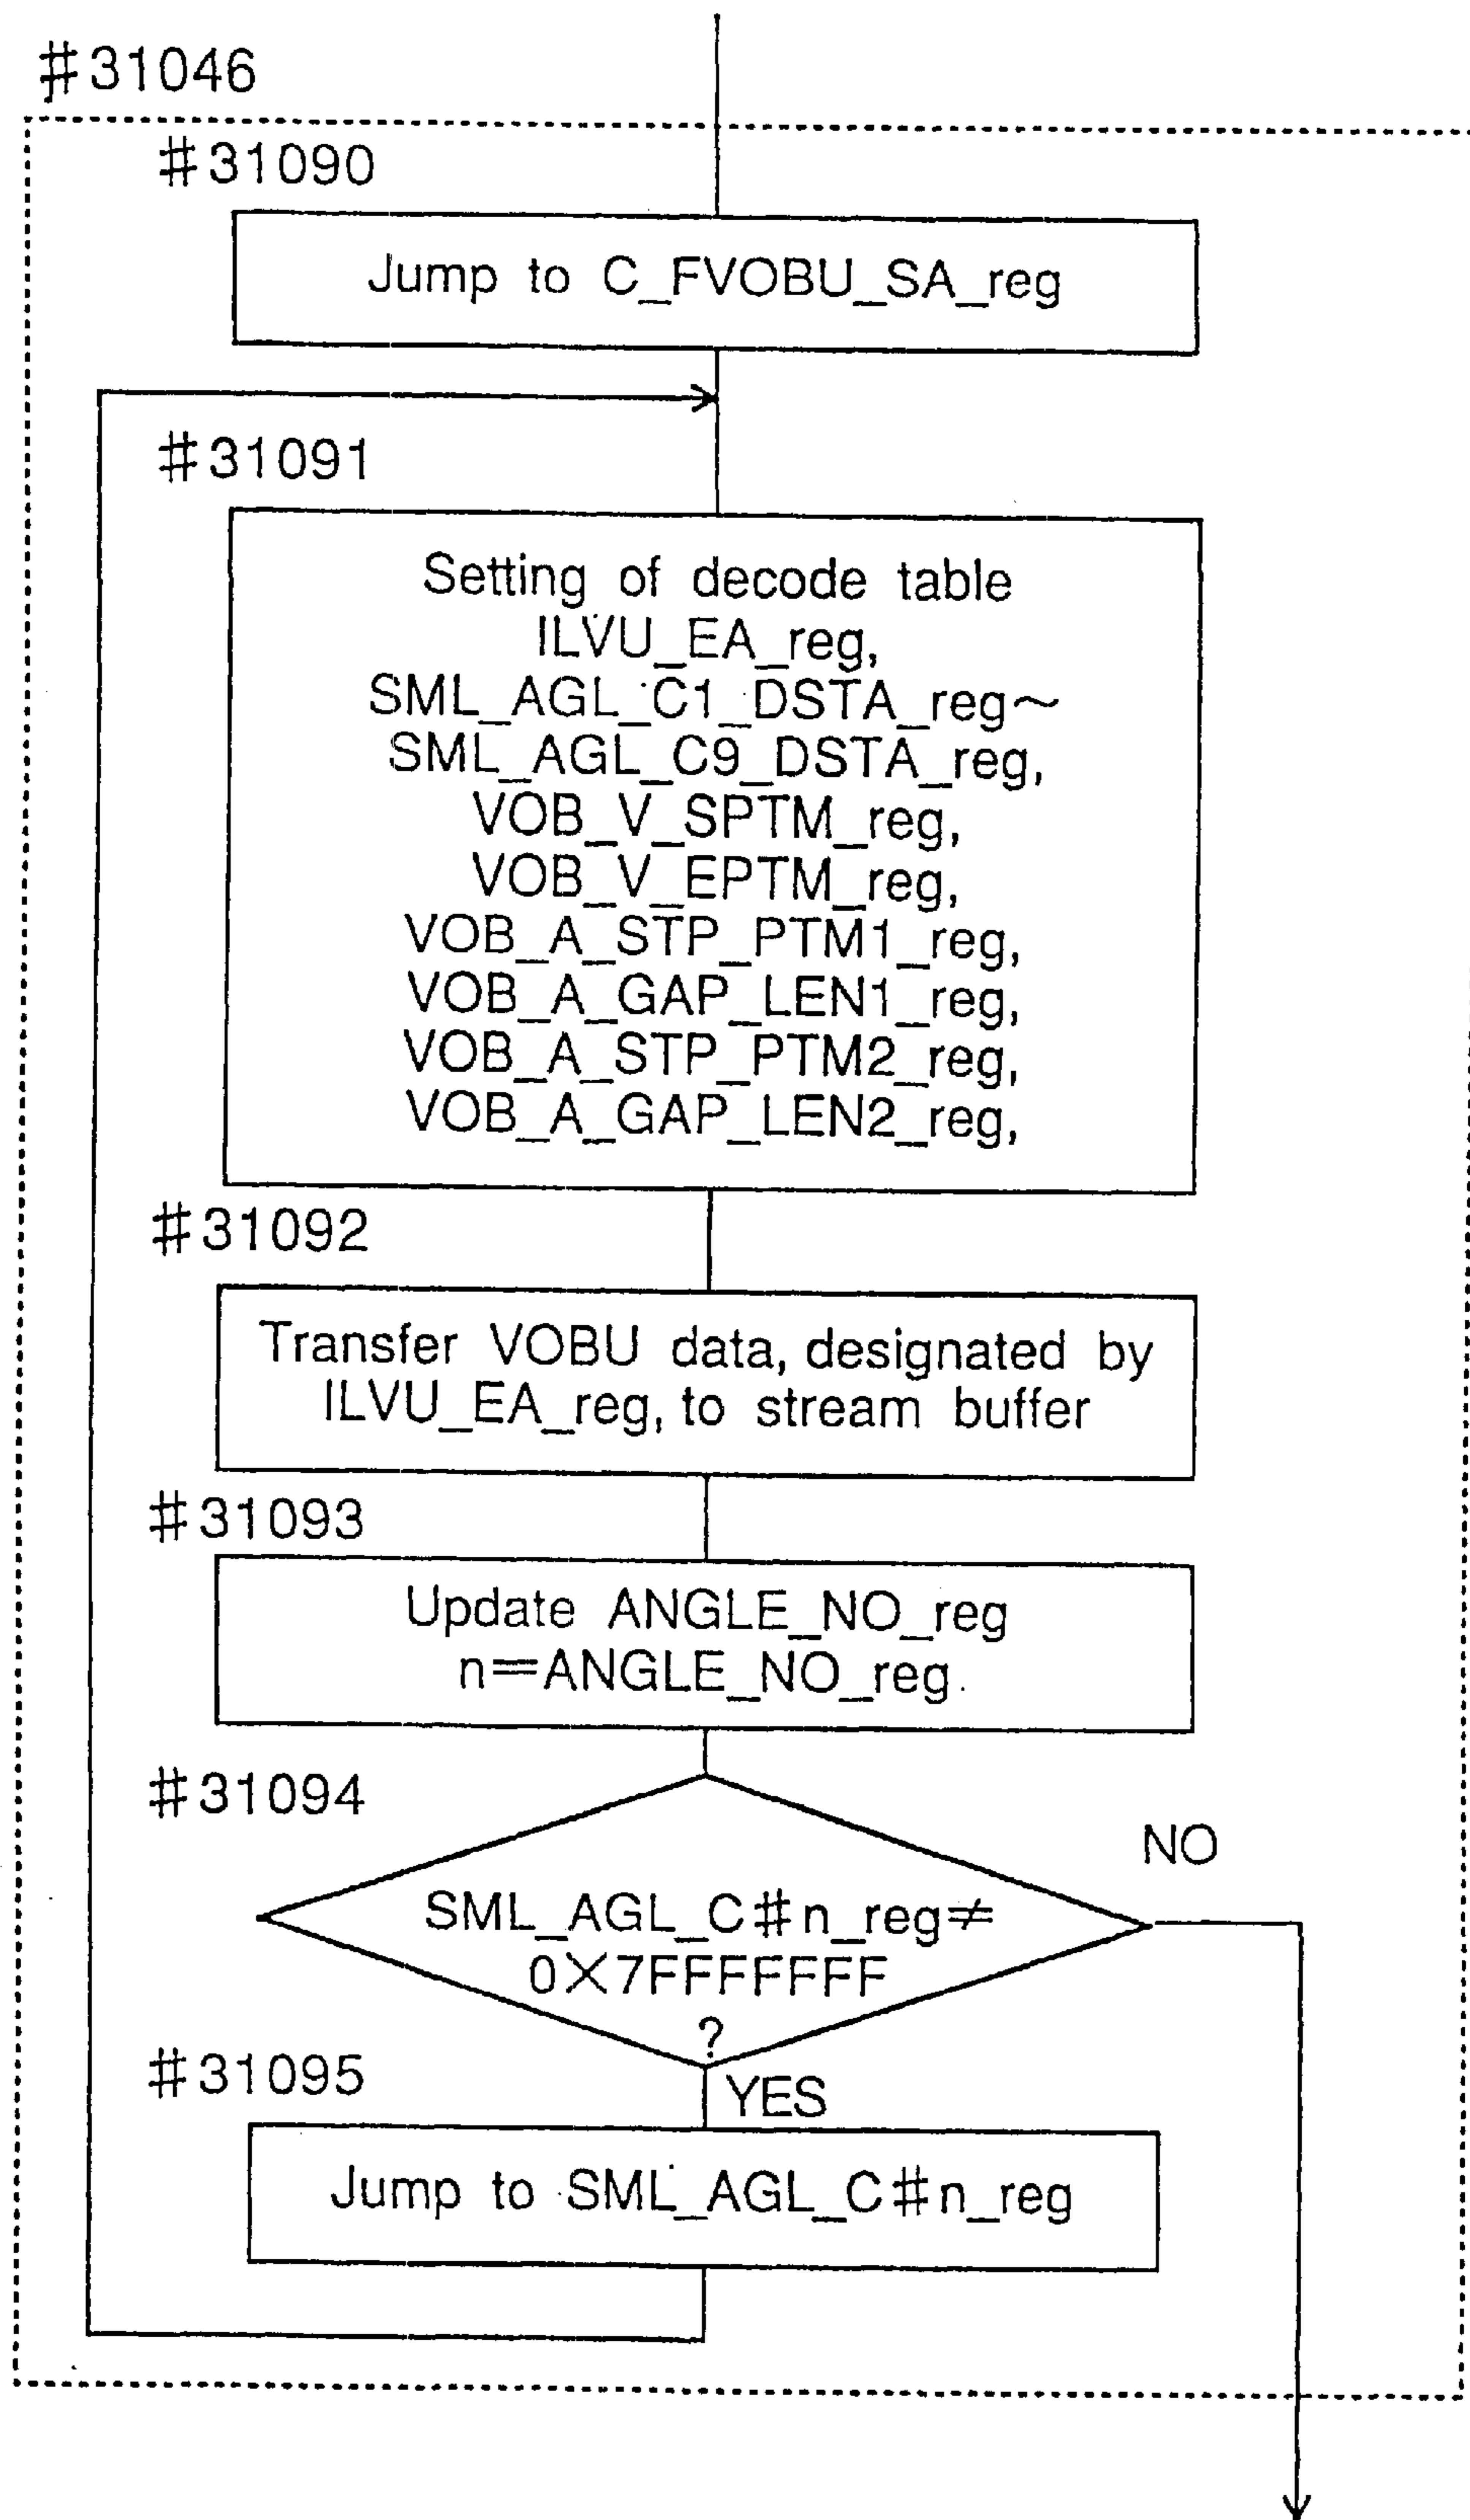 #31046
#31090
Jump to C_FVOBU_SA_reg
#31091
Setting of decode table
ILVU_EA_reg,
SML_AGL_C1_DSTA_reg~
SML_AGL_C9_DSTA_reg,
VOB_V_SPTM_reg,
VOB_V_EPTM_reg,
VOB_A_STP_PTM1_reg,
VOB_A_GAP_LEN1_reg,
VOB_A_STP_PTM2_reg,
VOB_A_GAP_LEN2_reg,
#31092
Transfer VOBU data, designated by
ILVU_EA_reg, to stream buffer
#31093
Update ANGLE_NO_reg
n=ANGLE_NO_reg.
#31094
NO
SML_AGL_C#n_reg≠
0X7FFFFFFF
?
#31095
YES
Jump to SML_AGL_C#n_reg